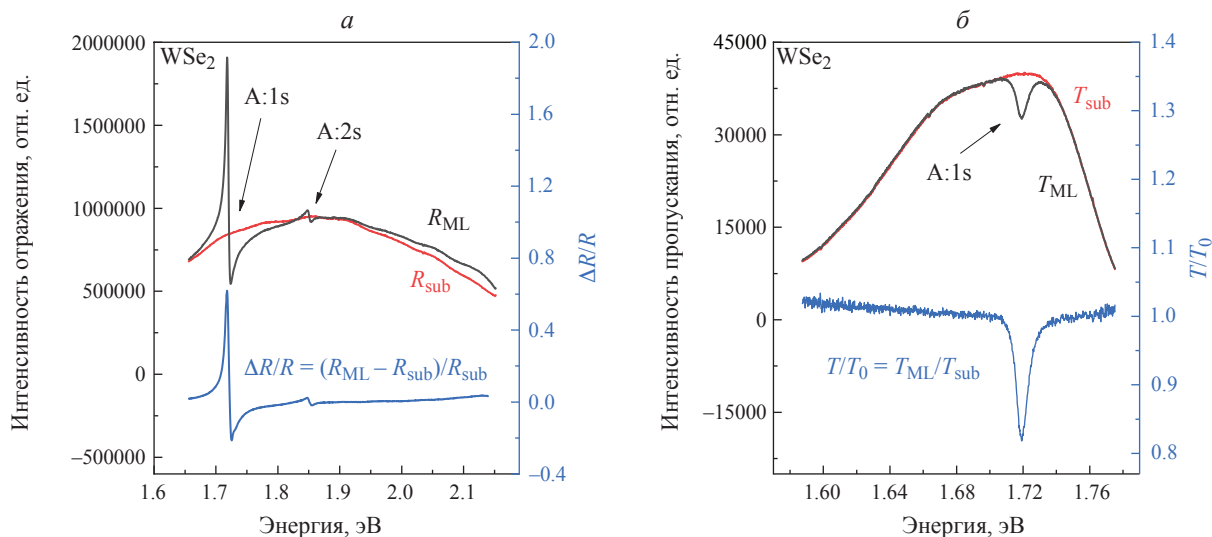 а
2000000
1500000
1000000
500000
0
−500000
1.6
1.7
1.8
1.9
2.0
2.1
Энергия, эВ
Интенсивность отражения, отн. ед.
WSe2
A:1s
A:2s
RML
Rsub
ΔR/R = (RML − Rsub)/Rsub
2.0
1.6
1.2
0.8
0.4
0.0
−0.4
ΔR/R
б
45000
30000
15000
0
−15000
1.60
1.64
1.68
1.72
1.76
Энергия, эВ
Интенсивность пропускания, отн. ед.
WSe2
Tsub
A:1s
TML
T/T0 = TML/Tsub
1.4
1.3
1.2
1.1
1.0
0.9
0.8
T/T0